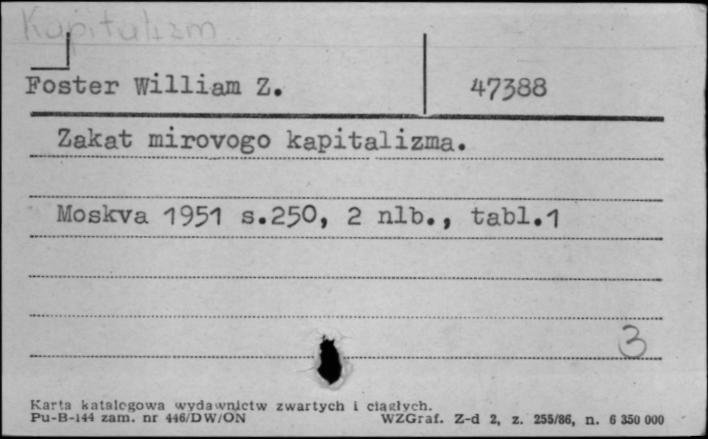 Kapitalizm
Foster William Z. 47388
Zakat mirovogo kapitalizma.
Moskva 1951 s.250, 2 nlb., tabl.1
3
Karta katalogowa wydawnictw zwartych i ciągłych.
Pu-B-144 zam. nr 446/DW/ON WZGraf. Z-d 2, z. 255/86, n. 6 350 000